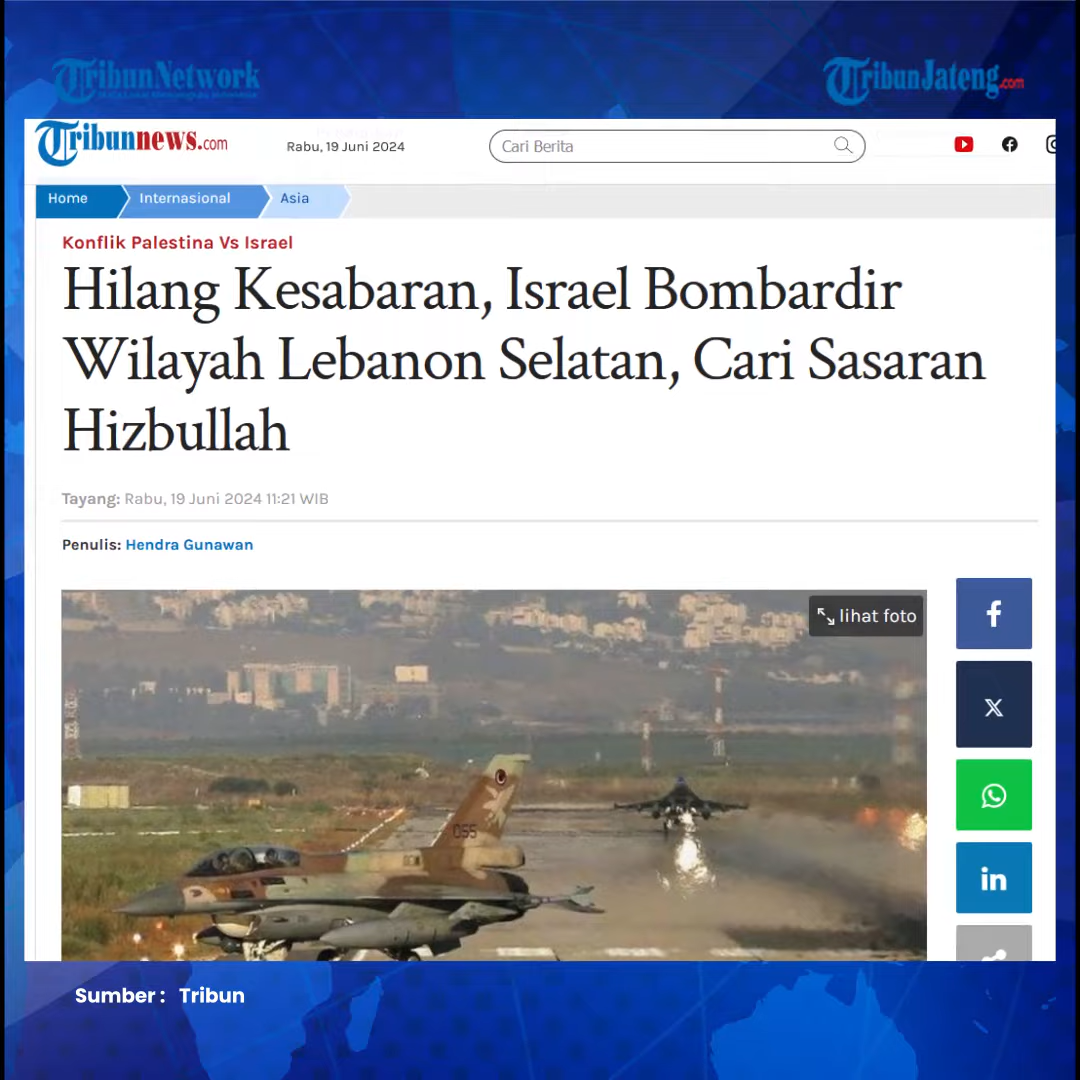 TribunNetwork
TribunJateng.com
Tribunnews.com
Rabu, 19 Juni 2024
Cari Berita
Home
Internasional
Asia
Konflik Palestina Vs Israel
Hilang Kesabaran, Israel Bombardir
Wilayah Lebanon Selatan, Cari Sasaran
Hizbullah
Tayang: Rabu, 19 Juni 2024 11:21 WIB
Penulis: Hendra Gunawan
lihat foto
055
Sumber : Tribun